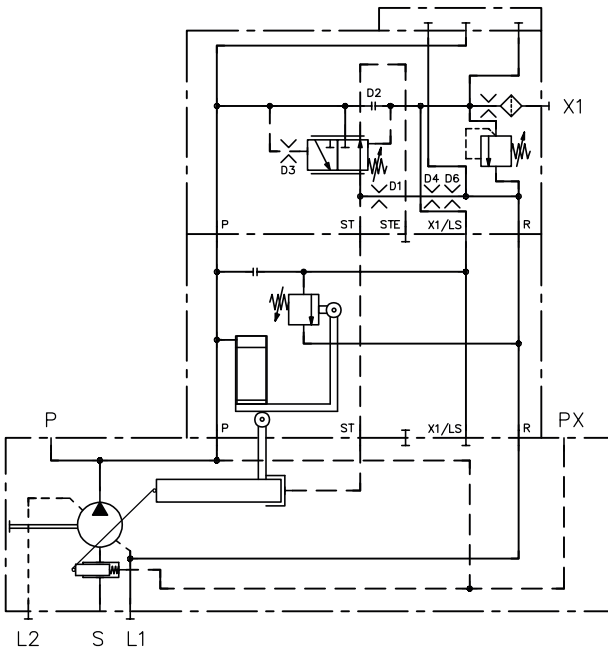 D2
X1
D3
D1
D4 D6
P ST STE X1/LS R
P P ST X1/LS R PX
L2 S L1